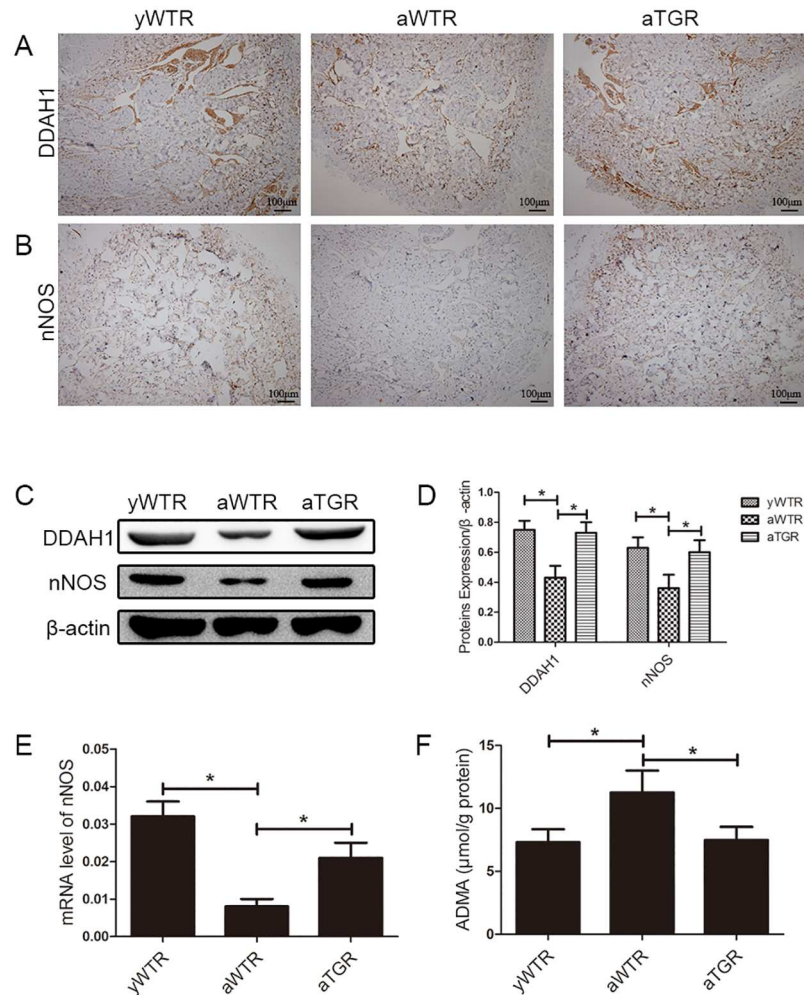 yWTR aWTR aTGR
A
DDAH1
100μm 100μm 100μm
B
nNOS
100μm 100μm 100μm
C
yWTR aWTR aTGR
DDAH1
nNOS
β-actin
D
Proteins Expression/β -actin
0.8
0.6
0.4
0.2
0.0
* * * *
DDAH1 nNOS
yWTR
aWTR
aTGR
E
mRNA level of nNOS
0.05
0.04
0.03
0.02
0.01
0.00
* *
yWTR aWTR aTGR
F
ADMA (μmol/g protein)
15
10
5
0
* *
yWTR aWTR aTGR